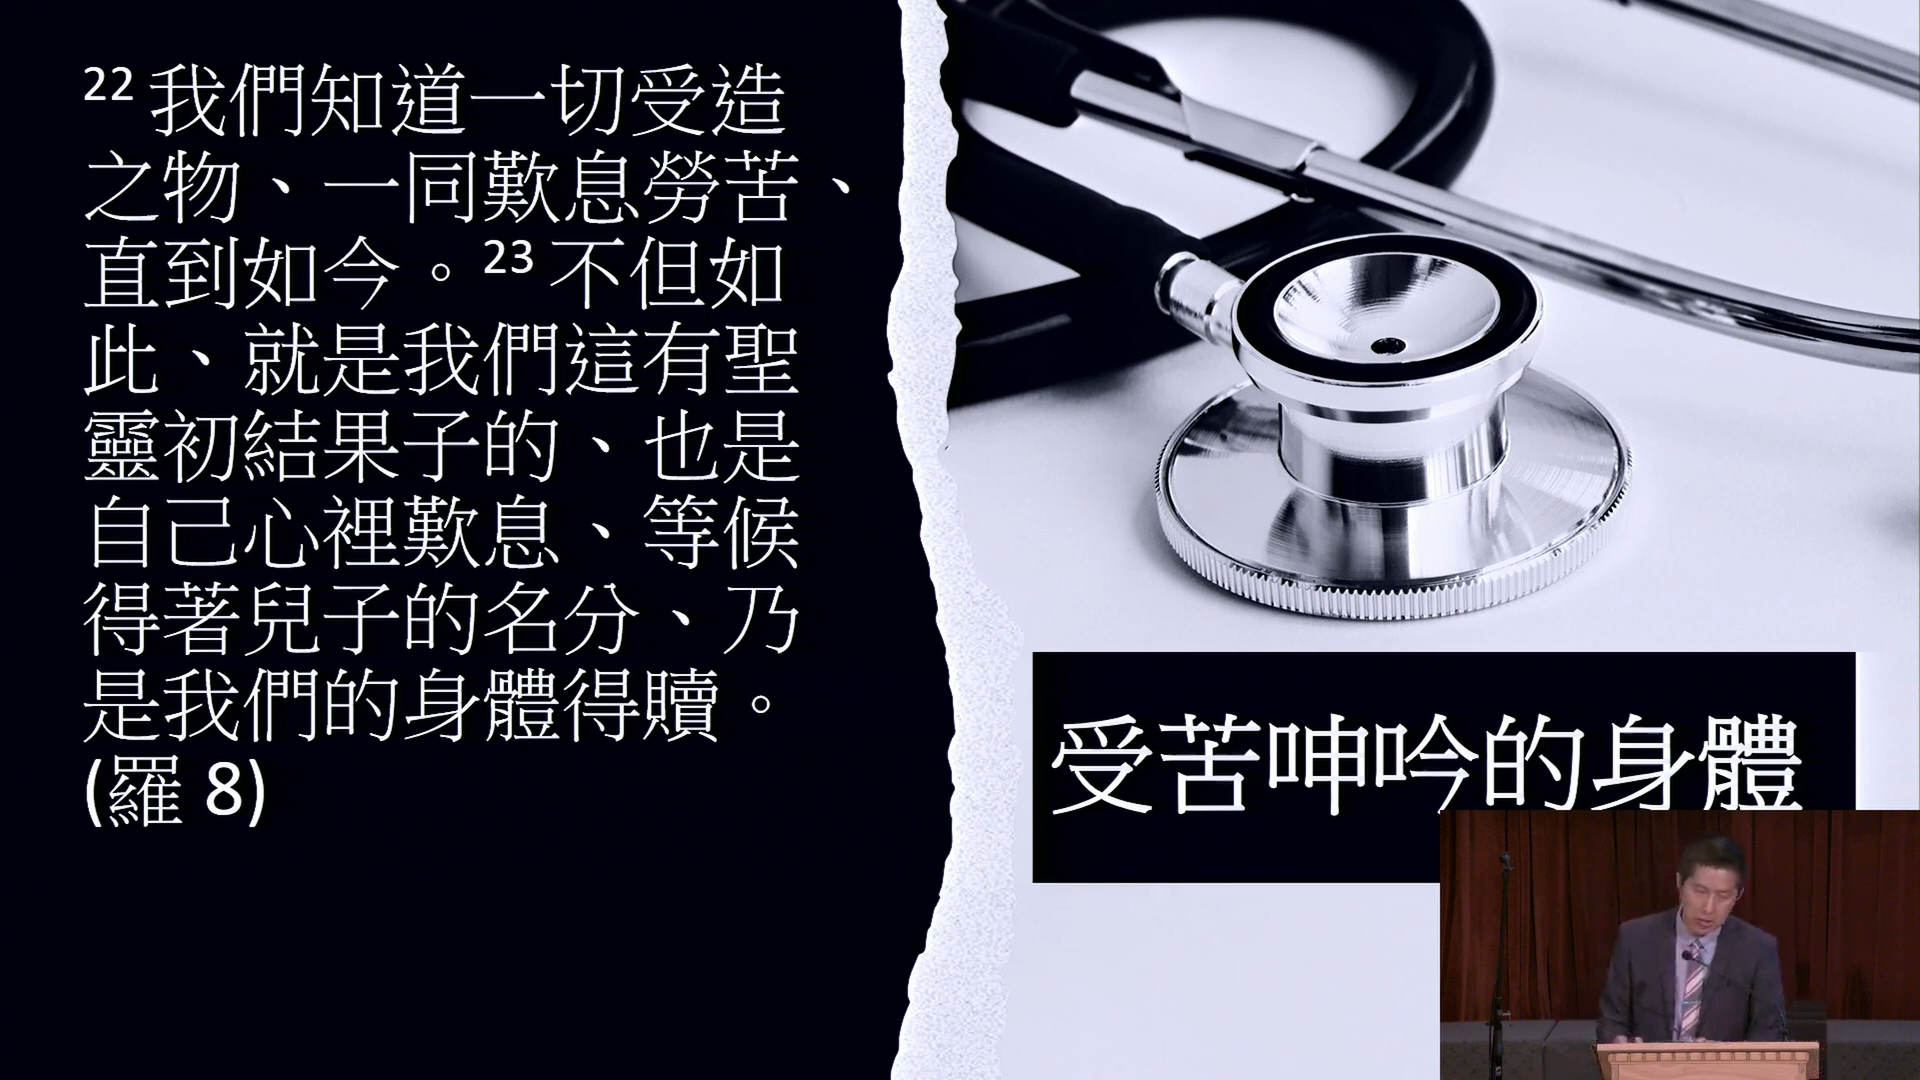 22 我們知道一切受造
之物、一同歎息勞苦、
直到如今。23 不但如
此、就是我們這有聖
靈初結果子的、也是
自己心裡歎息、等候
得著兒子的名分、乃
是我們的身體得贖。
(羅 8)
受苦呻吟的身體